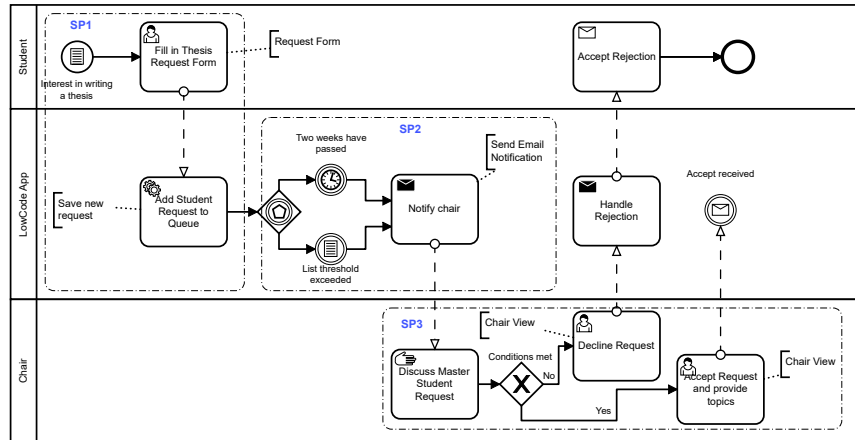 Student
SP1
Interest in writing
a thesis
Fill in Thesis
Request Form
Request Form
Accept Rejection
LowCode App
Save new
request
Add Student
Request to
Queue
SP2
Two weeks have
passed
List threshold
exceeded
Notify chair
Send Email
Notification
Handle
Rejection
Accept received
Chair
SP3
Discuss Master
Student
Request
Conditions met
No
Yes
Chair View
Decline Request
Accept Request
and provide
topics
Chair View